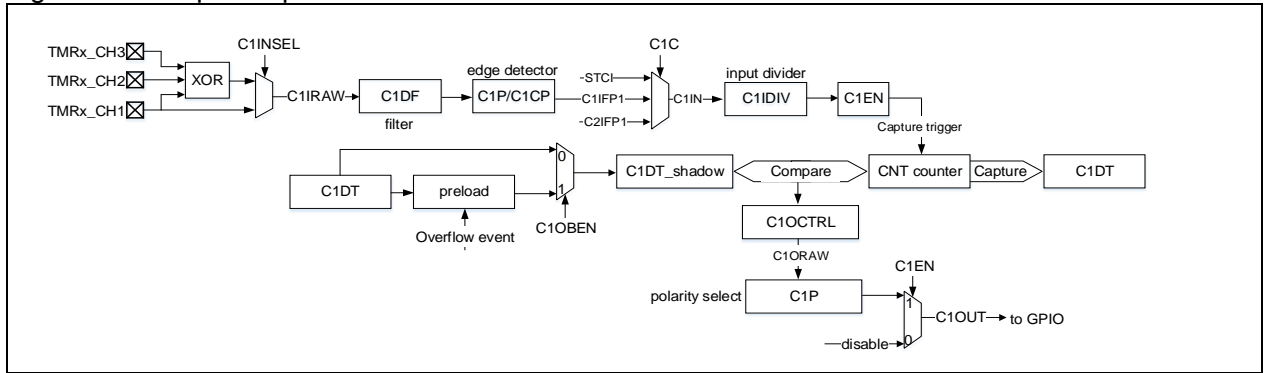 TMRx_CH3
TMRx_CH2
TMRx_CH1
XOR
C1INSEL
C1IRAW
C1DF
filter
edge detector
C1P/C1CP
STCI
C1IFP1
C2IFP1
C1C
C1IN
input divider
C1IDIV
C1EN
Capture trigger
C1DT
preload
Overflow event
0
1
C1OBEN
C1DT_shadow
Compare
CNT counter
Capture
C1DT
C1OCTRL
C1ORAW
polarity select
C1P
C1EN
1
0
disable
C1OUT
to GPIO